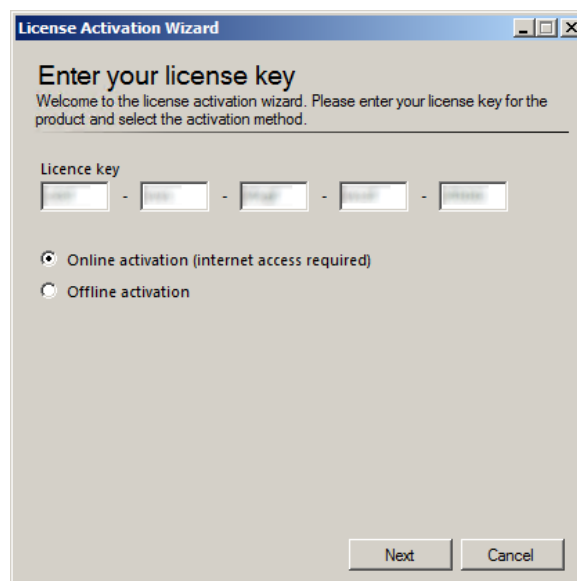 License Activation Wizard
Enter your license key
Welcome to the license activation wizard. Please enter your license key for the
product and select the activation method.
Licence key
- - - -
Online activation (internet access required)
Offline activation
Next Cancel